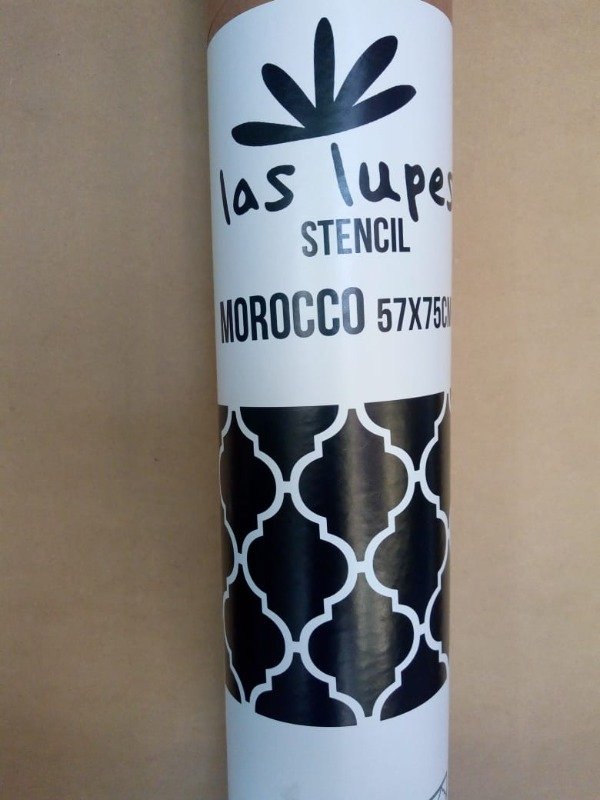 las lupes
STENCIL
MOROCCO 57X75CM